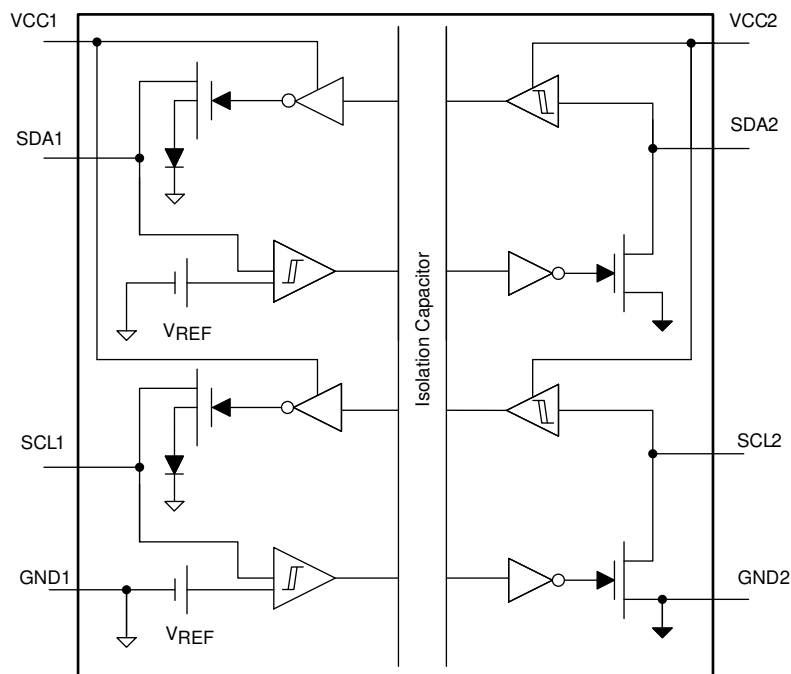 VCC1
VCC2
SDA1
SDA2
VREF
Isolation Capacitor
SCL1
SCL2
GND1
GND2
VREF